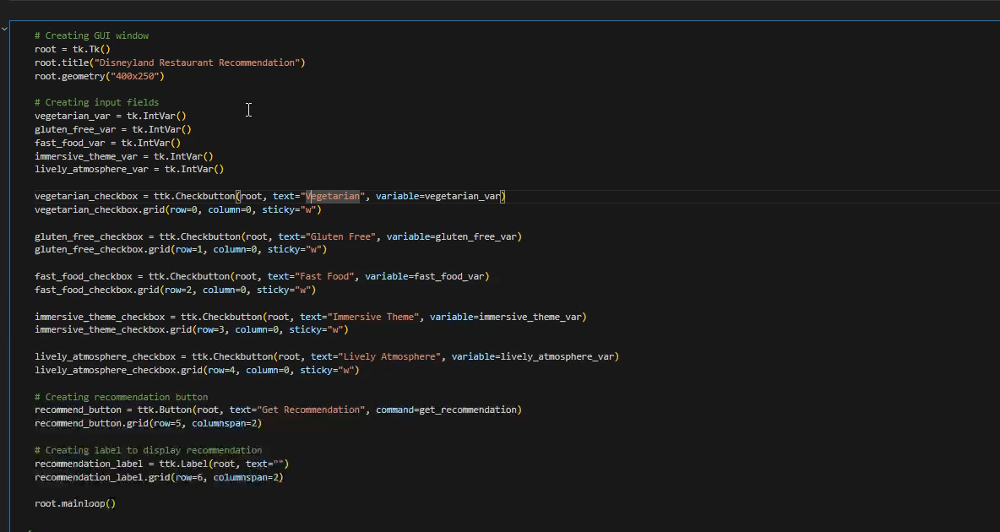 # Creating GUI window
root = tk.Tk()
root.title("Disneyland Restaurant Recommendation")
root.geometry("400x250")
# Creating input fields
vegetarian_var = tk.IntVar()
gluten_free_var = tk.IntVar()
fast_food_var = tk.IntVar()
immersive_theme_var = tk.IntVar()
lively_atmosphere_var = tk.IntVar()
vegetarian_checkbox = ttk.Checkbutton(root, text="Vegetarian", variable=vegetarian_var)
vegetarian_checkbox.grid(row=0, column=0, sticky="w")
gluten_free_checkbox = ttk.Checkbutton(root, text="Gluten Free", variable=gluten_free_var)
gluten_free_checkbox.grid(row=1, column=0, sticky="w")
fast_food_checkbox = ttk.Checkbutton(root, text="Fast Food", variable=fast_food_var)
fast_food_checkbox.grid(row=2, column=0, sticky="w")
immersive_theme_checkbox = ttk.Checkbutton(root, text="Immersive Theme", variable=immersive_theme_var)
immersive_theme_checkbox.grid(row=3, column=0, sticky="w")
lively_atmosphere_checkbox = ttk.Checkbutton(root, text="Lively Atmosphere", variable=lively_atmosphere_var)
lively_atmosphere_checkbox.grid(row=4, column=0, sticky="w")
# Creating recommendation button
recommend_button = ttk.Button(root, text="Get Recommendation", command=get_recommendation)
recommend_button.grid(row=5, columnspan=2)
# Creating label to display recommendation
recommendation_label = ttk.Label(root, text="")
recommendation_label.grid(row=6, columnspan=2)
root.mainloop()